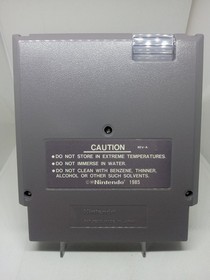 CAUTION REV-A
• DO NOT STORE IN EXTREME TEMPERATURES.
• DO NOT IMMERSE IN WATER.
• DO NOT CLEAN WITH BENZENE, THINNER,
ALCOHOL OR OTHER SUCH SOLVENTS.
©Nintendo 1985